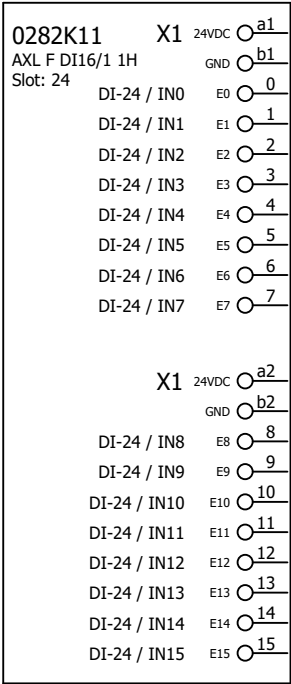 0282K11 X1 24VDC a1
AXL F DI16/1 1H GND b1
Slot: 24
DI-24 / IN0 E0 0
DI-24 / IN1 E1 1
DI-24 / IN2 E2 2
DI-24 / IN3 E3 3
DI-24 / IN4 E4 4
DI-24 / IN5 E5 5
DI-24 / IN6 E6 6
DI-24 / IN7 E7 7
X1 24VDC a2
GND b2
DI-24 / IN8 E8 8
DI-24 / IN9 E9 9
DI-24 / IN10 E10 10
DI-24 / IN11 E11 11
DI-24 / IN12 E12 12
DI-24 / IN13 E13 13
DI-24 / IN14 E14 14
DI-24 / IN15 E15 15